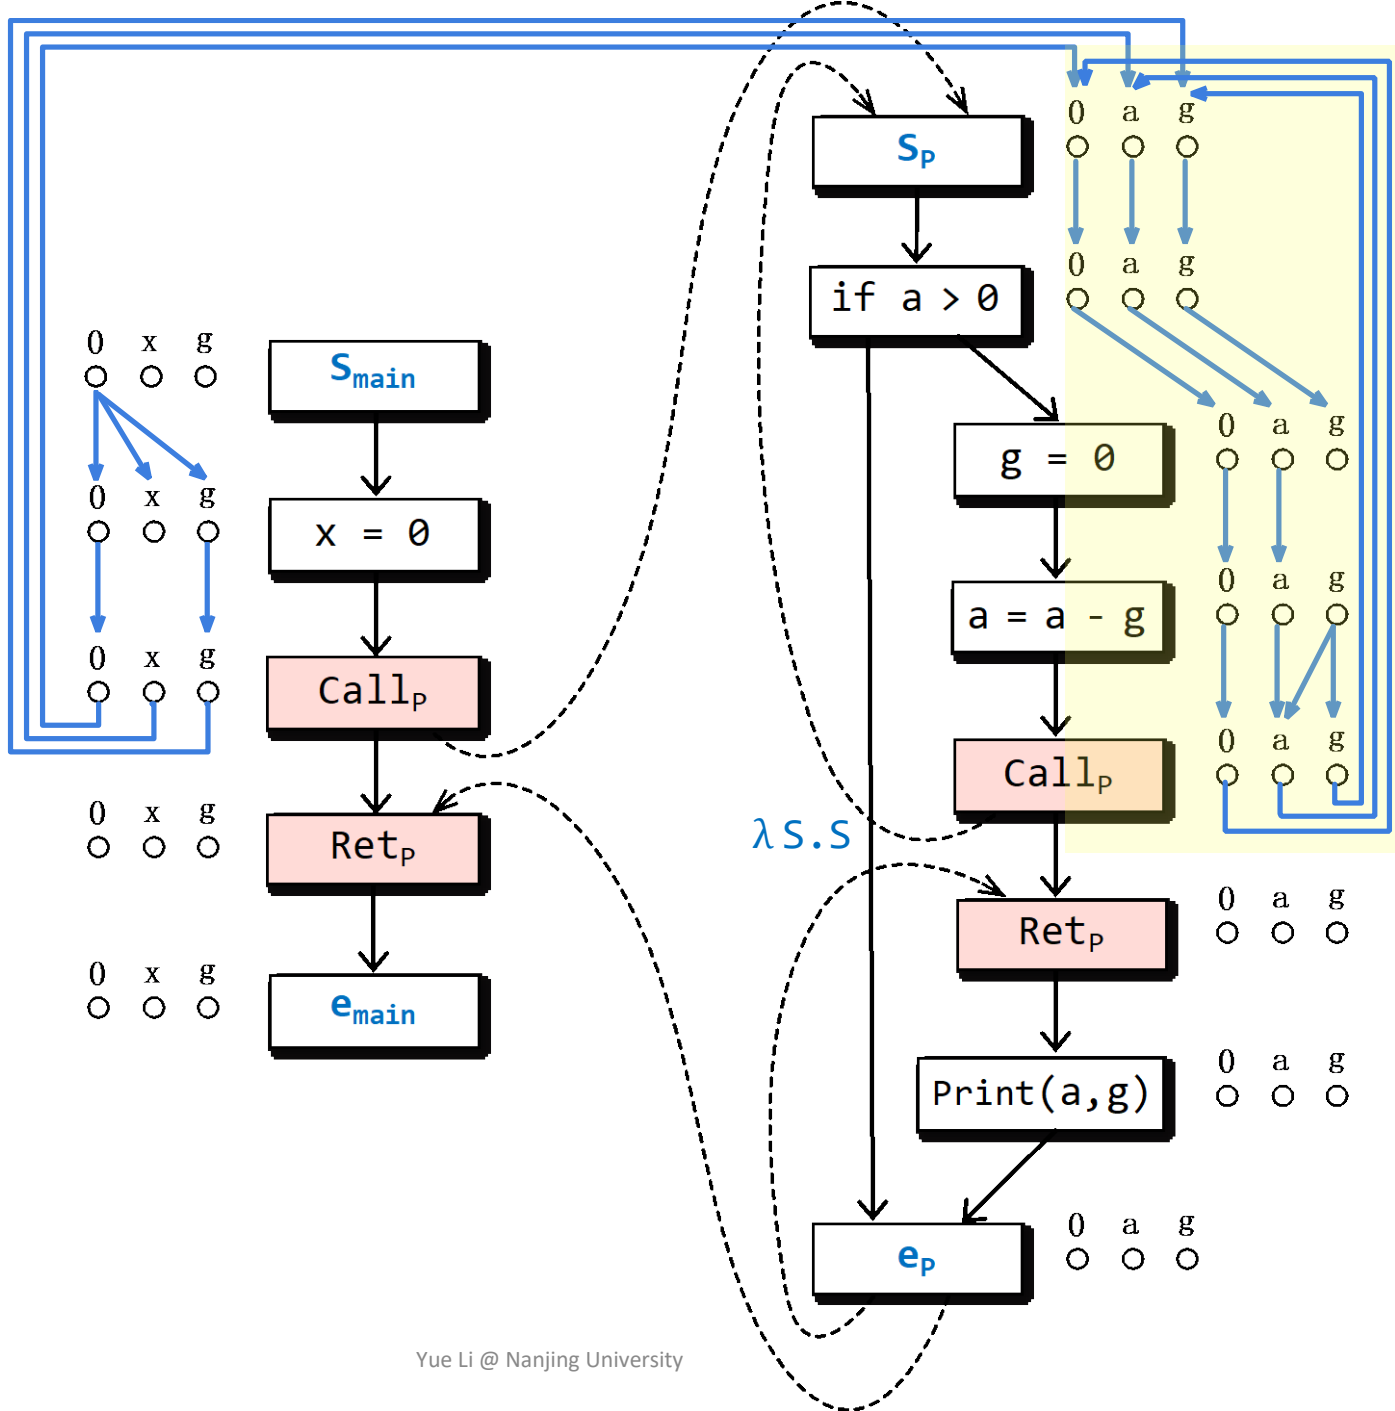 S_P
0 a g
if a > 0
0 a g
0 x g
S_main
g = 0
0 a g
0 x g
x = 0
a = a - g
0 a g
0 x g
Call_P
Call_P
0 a g
λS.S
0 x g
Ret_P
Ret_P
0 a g
0 x g
e_main
Print(a,g)
0 a g
e_P
0 a g
Yue Li @ Nanjing University